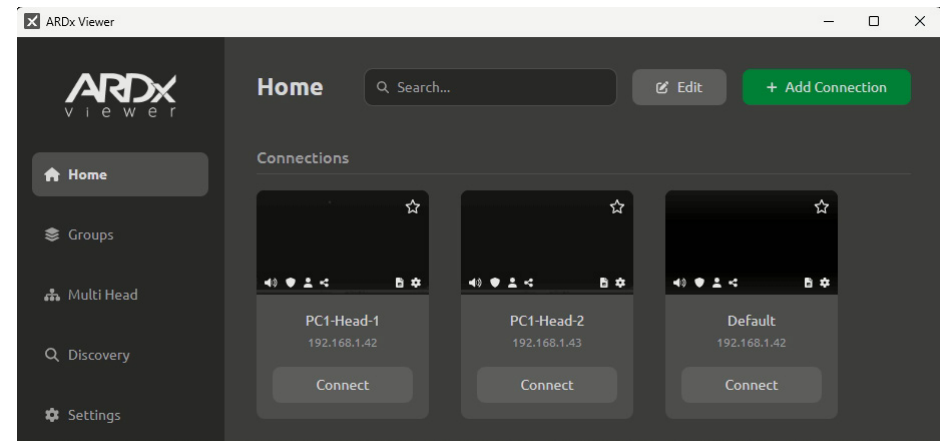 ARDx Viewer
ARDx
viewer
Home
Search...
Edit
+ Add Connection
Home
Groups
Multi Head
Discovery
Settings
Connections
PC1-Head-1
192.168.1.42
Connect
PC1-Head-2
192.168.1.43
Connect
Default
192.168.1.42
Connect